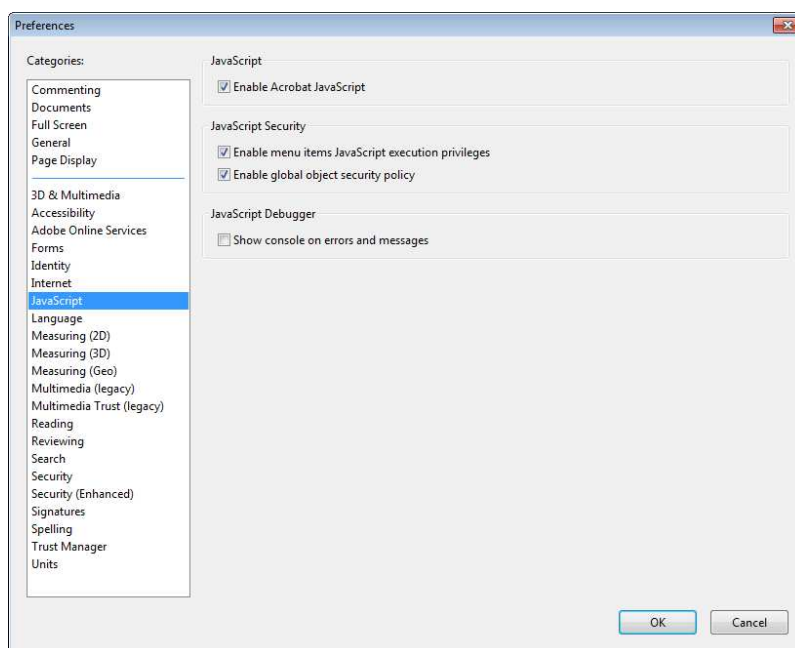 Preferences
Categories:
Commenting
Documents
Full Screen
General
Page Display
3D & Multimedia
Accessibility
Adobe Online Services
Forms
Identity
Internet
JavaScript
Language
Measuring (2D)
Measuring (3D)
Measuring (Geo)
Multimedia (legacy)
Multimedia Trust (legacy)
Reading
Reviewing
Search
Security
Security (Enhanced)
Signatures
Spelling
Trust Manager
Units
JavaScript
Enable Acrobat JavaScript
JavaScript Security
Enable menu items JavaScript execution privileges
Enable global object security policy
JavaScript Debugger
Show console on errors and messages
OK
Cancel